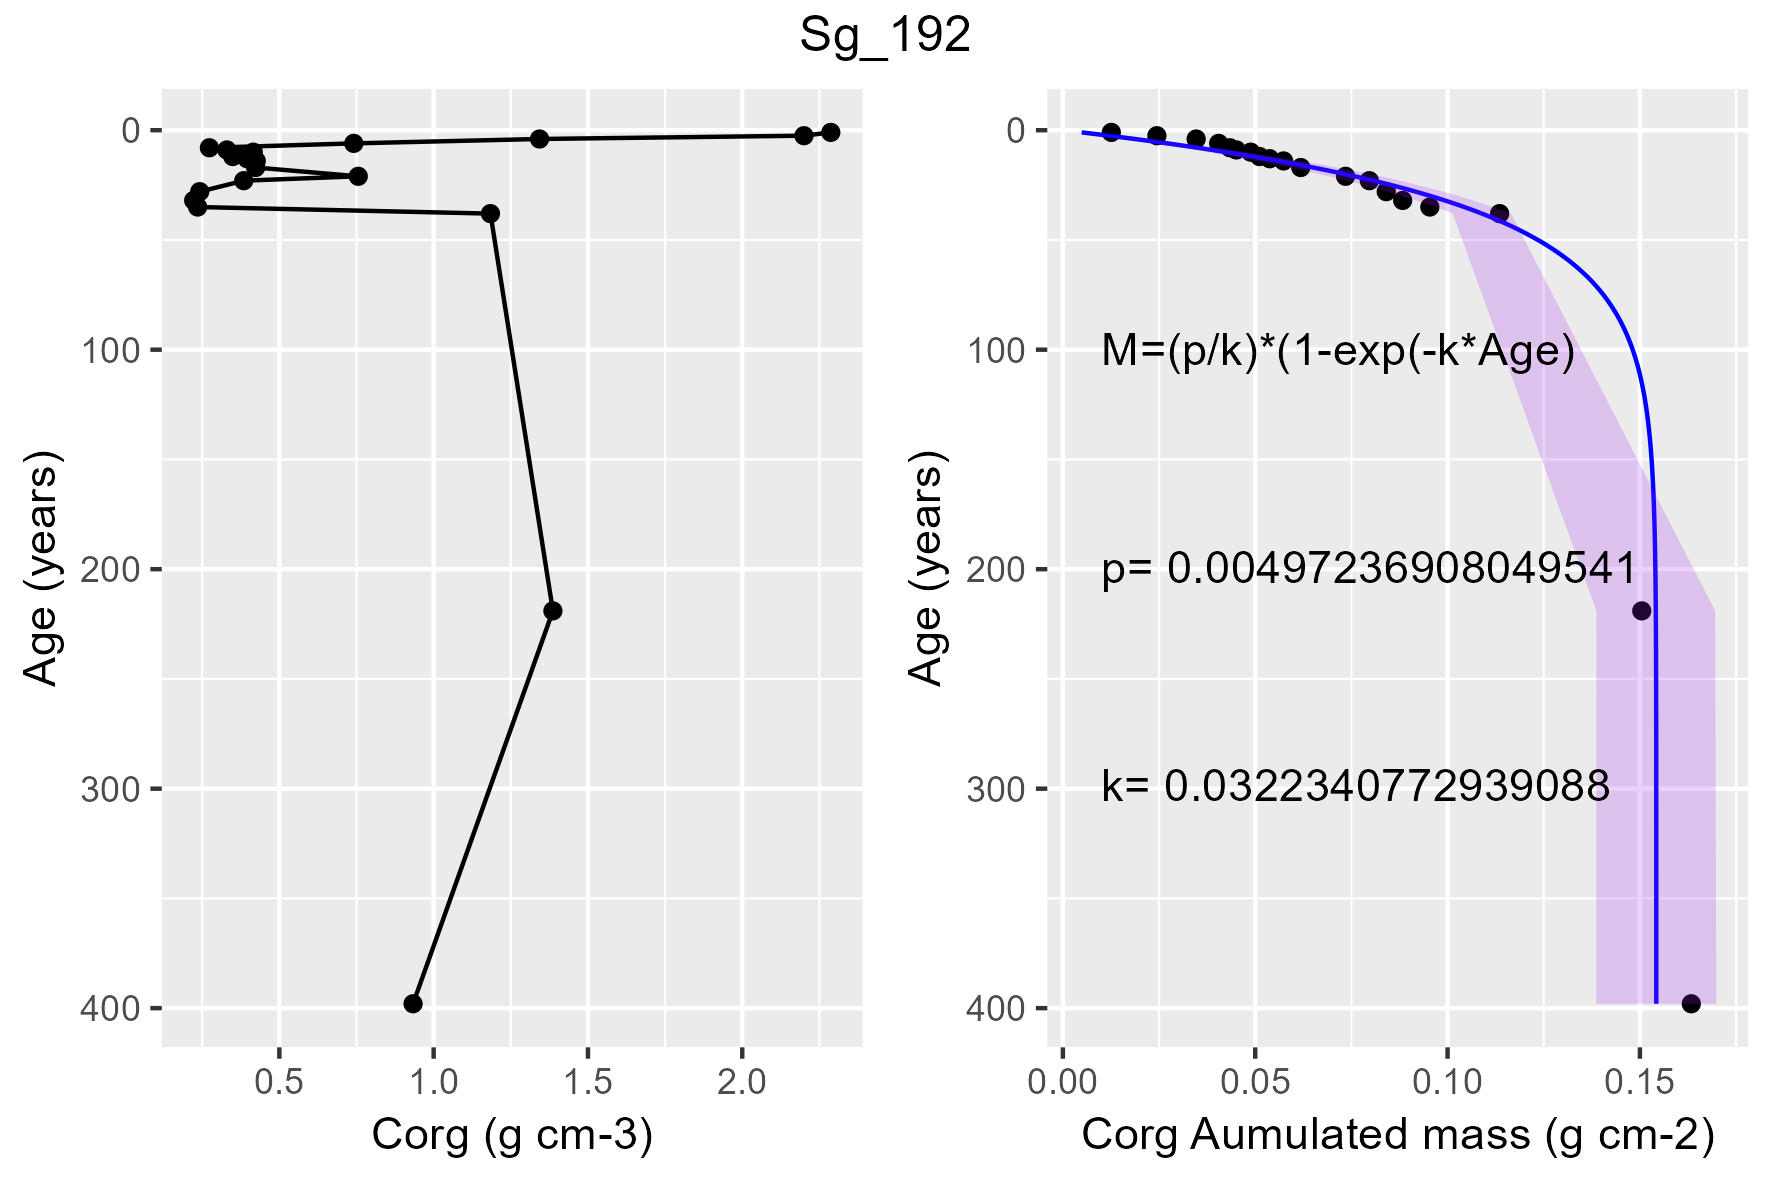 Sg_192
0
100
200
300
400
Age (years)
0.5 1.0 1.5 2.0
Corg (g cm-3)
0
100
200
300
400
Age (years)
M=(p/k)*(1-exp(-k*Age)
p= 0.00497236908049541
k= 0.0322340772939088
0.00 0.05 0.10 0.15
Corg Aumulated mass (g cm-2)